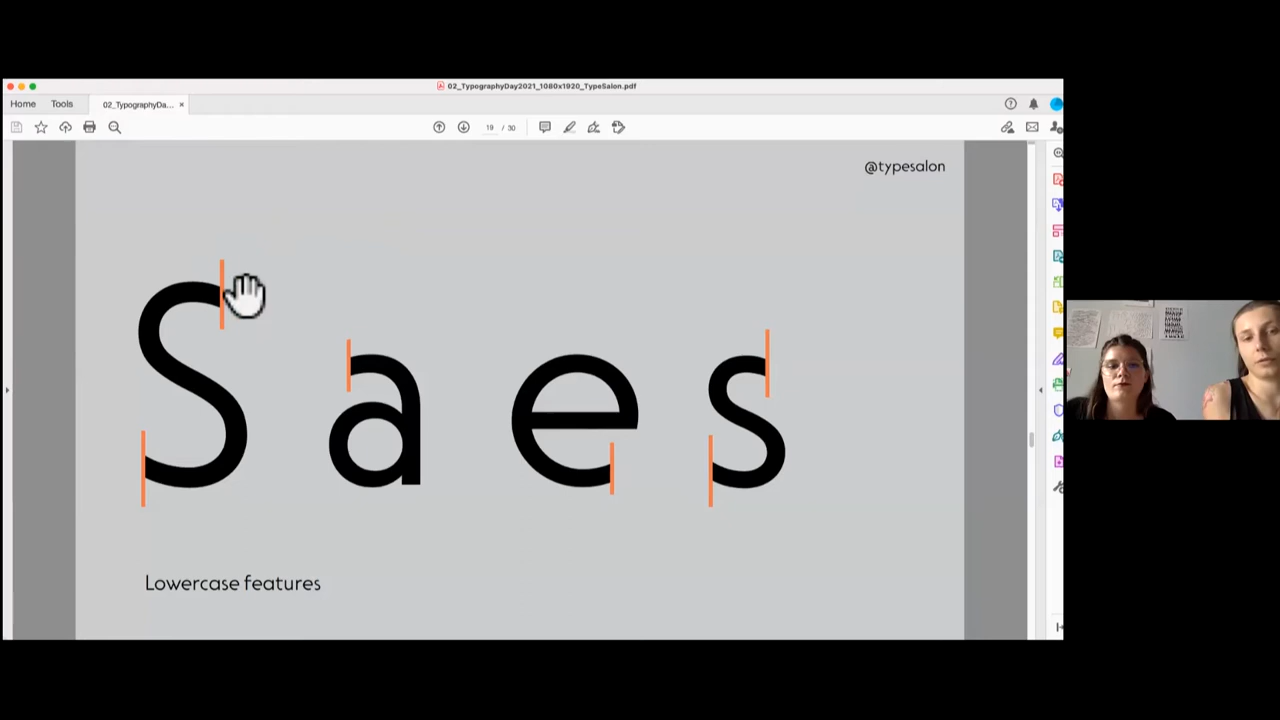 02_TypographyDay2021_1080x1920_TypeSalon.pdf
Home Tools 02_TypographyDa... ×
19 / 30
@typesalon
S a e s
Lowercase features